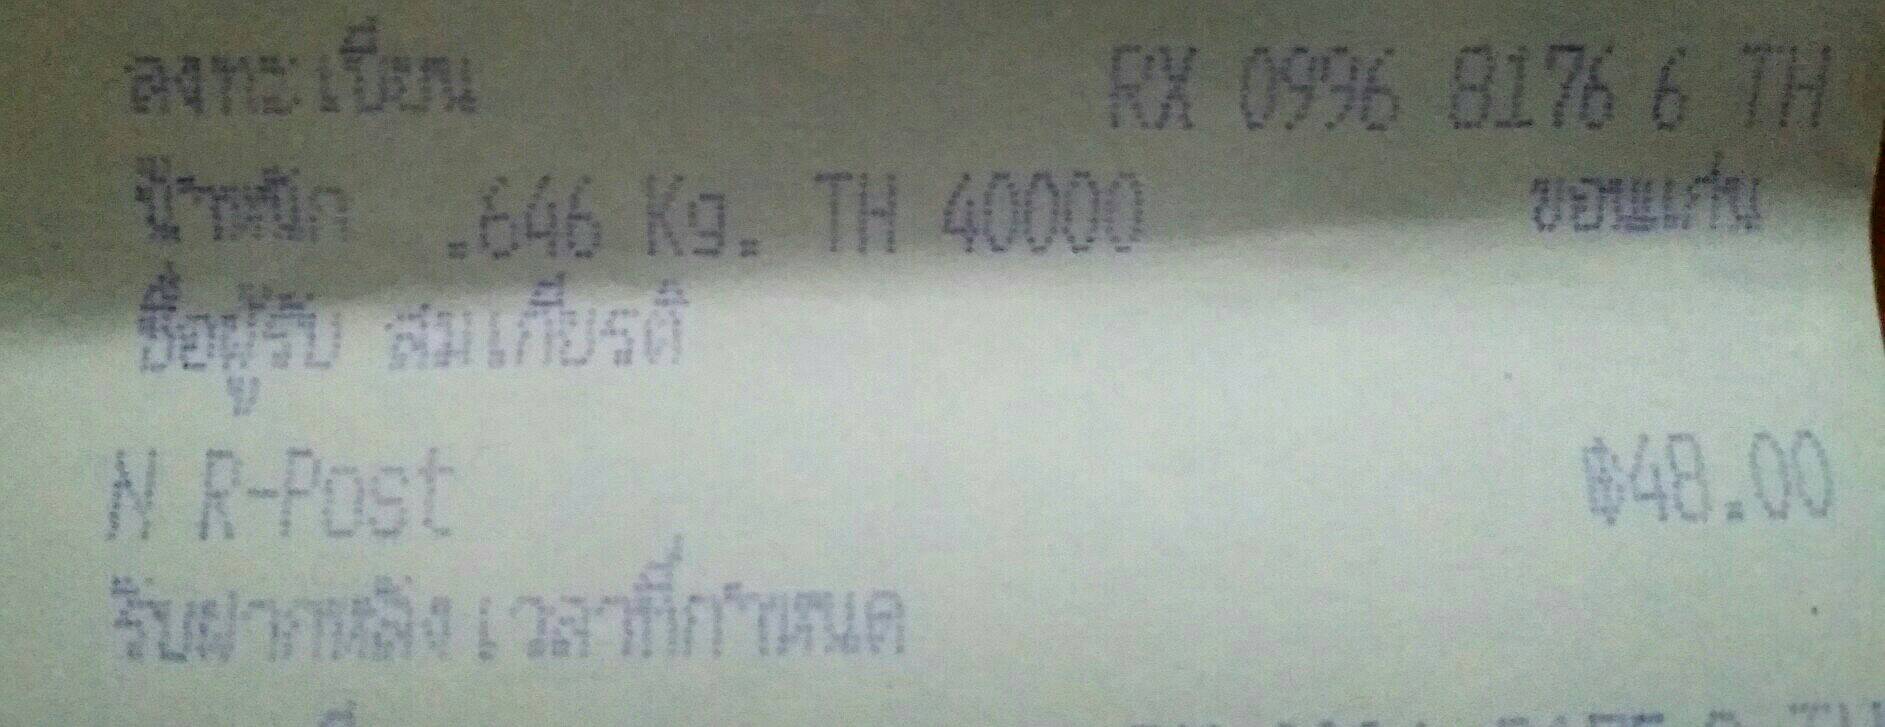 ลงทะเบียน RX 0996 8176 6 TH
น้ำหนัก .646 Kg. TH 40000 ขอนแก่น
ชื่อผู้รับ สมเกียรติ
N R-Post ฿48.00
รับฝากหลังเวลาที่กำหนด